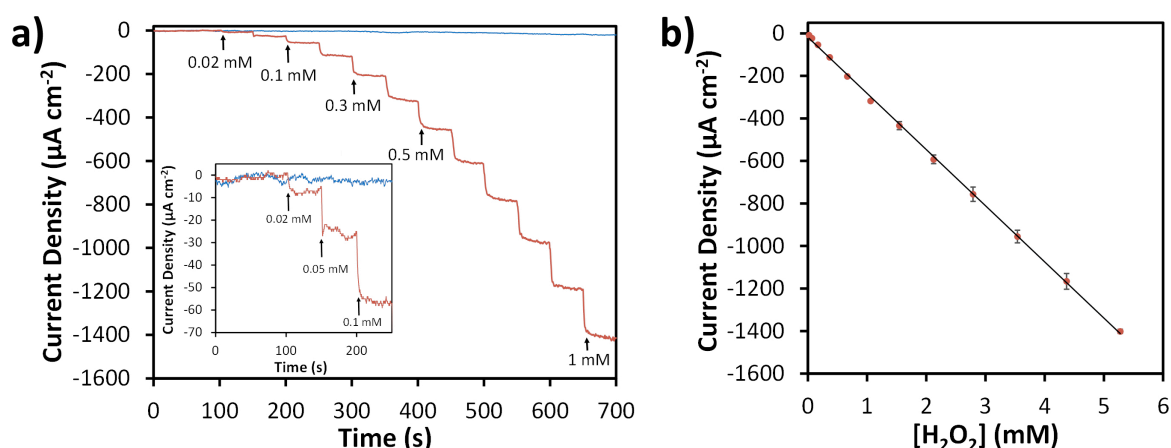 a)
Current Density (µA cm⁻²)
0
-200
-400
-600
-800
-1000
-1200
-1400
-1600
0.02 mM
0.1 mM
0.3 mM
0.5 mM
1 mM
0 100 200 300 400 500 600 700
Time (s)
Current Density (µA cm⁻²)
0
-10
-20
-30
-40
-50
-60
-70
0.02 mM
0.05 mM
0.1 mM
0 100 200
Time (s)
b)
Current Density (µA cm⁻²)
0
-200
-400
-600
-800
-1000
-1200
-1400
-1600
0 1 2 3 4 5 6
[H₂O₂] (mM)